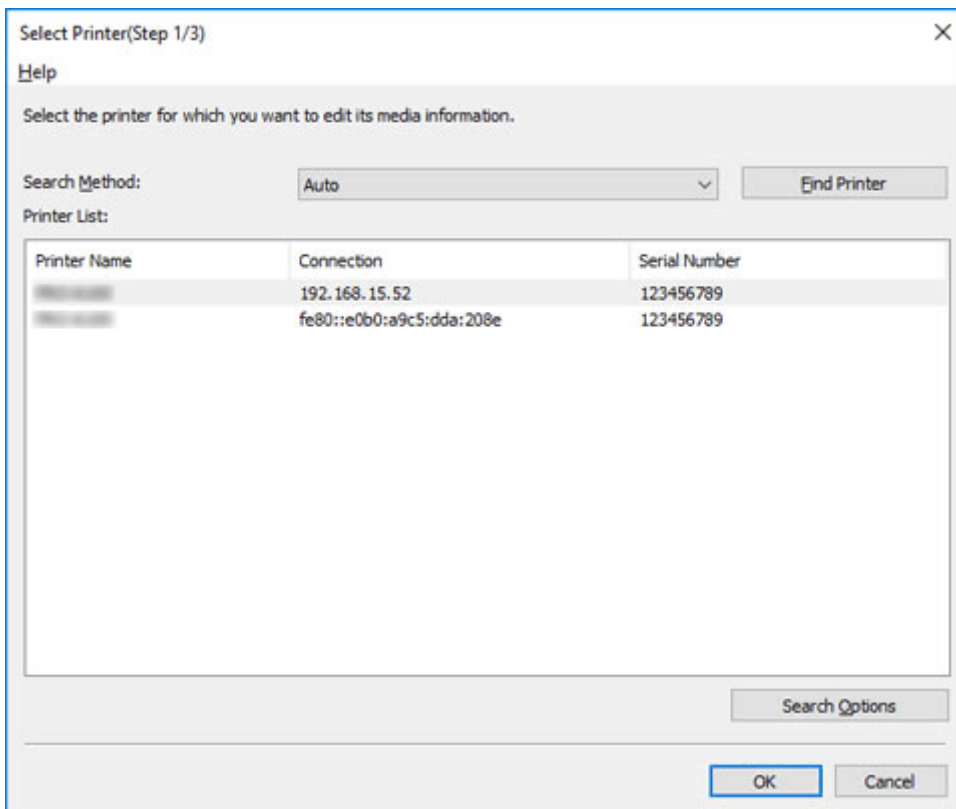 Select Printer(Step 1/3)
Help
Select the printer for which you want to edit its media information.
Search Method: Auto Find Printer
Printer List:
Printer Name Connection Serial Number
192.168.15.52 123456789
fe80::e0b0:a9c5:dda:208e 123456789
Search Options
OK Cancel